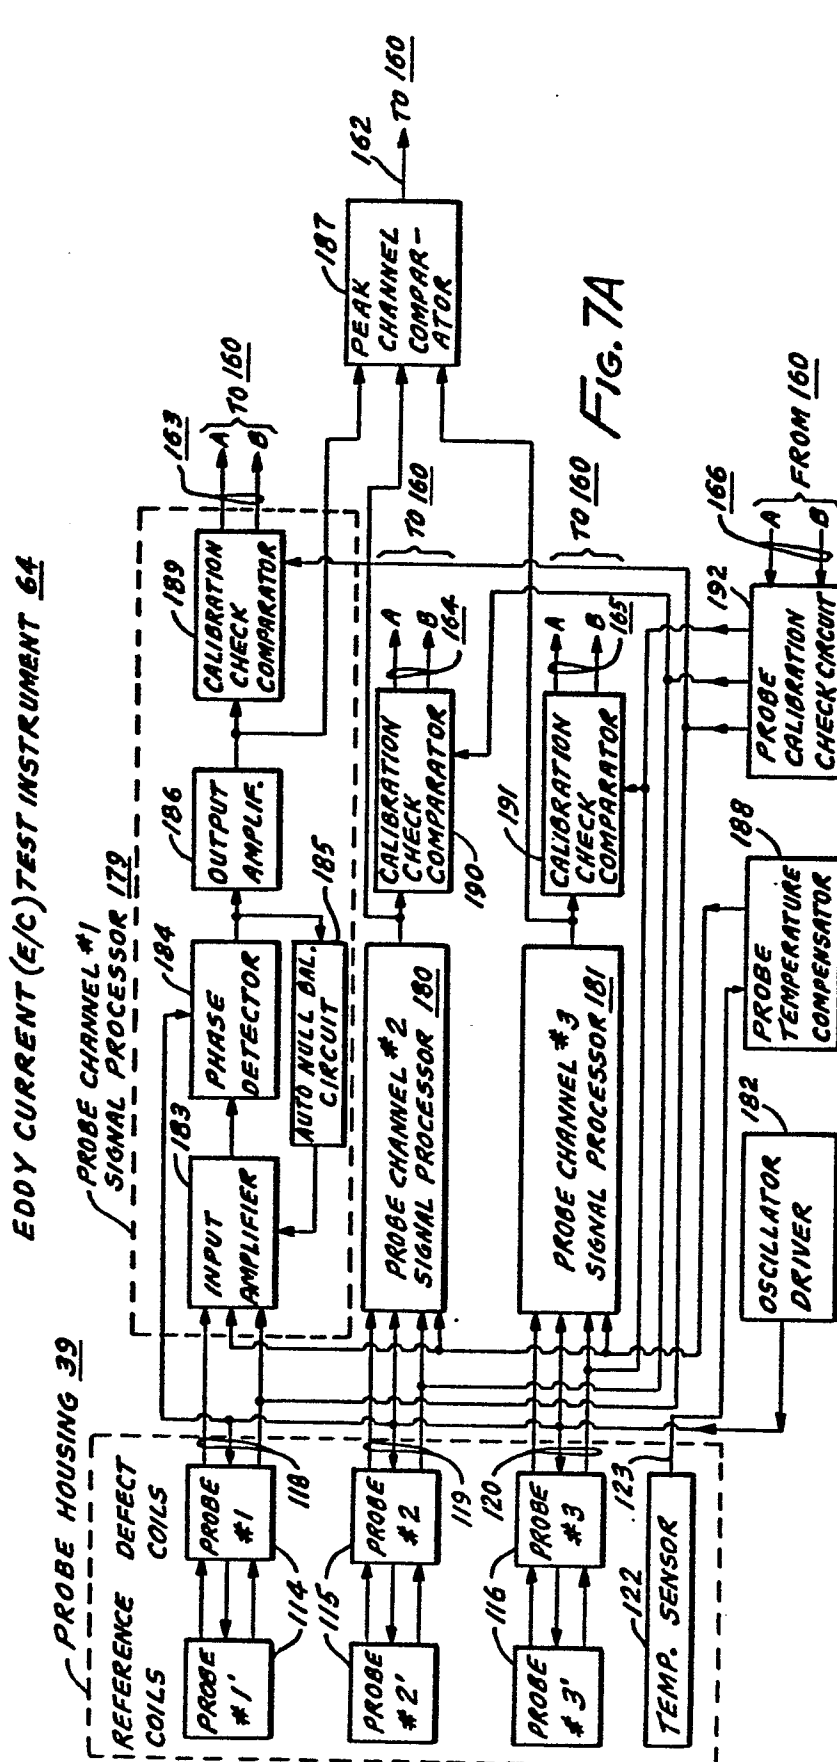 EDDY CURRENT (E/C) TEST INSTRUMENT 64
PROBE HOUSING 39
REFERENCE
COILS
DEFECT
COILS
PROBE
#1'
PROBE
#1
114
118
PROBE
#2'
PROBE
#2
115
119
PROBE
#3'
PROBE
#3
116
120
TEMP. SENSOR
122
123
PROBE CHANNEL #1
SIGNAL PROCESSOR 179
183
INPUT
AMPLIFIER
184
PHASE
DETECTOR
AUTO NULL BAL.
CIRCUIT
185
186
OUTPUT
AMPLIF.
189
CALIBRATION
CHECK
COMPARATOR
163
A
B
TO 160
PROBE CHANNEL #2
SIGNAL PROCESSOR 180
CALIBRATION
CHECK
COMPARATOR
190
A
B
164
TO 160
PROBE CHANNEL #3
SIGNAL PROCESSOR 181
191
CALIBRATION
CHECK
COMPARATOR
A
B
165
TO 160
187
PEAK
CHANNEL
COMPAR-
ATOR
162
TO 160
OSCILLATOR
DRIVER
182
PROBE
TEMPERATURE
COMPENSATOR
188
PROBE
CALIBRATION
CHECK CIRCUIT
192
166
A
B
FROM 160
FIG. 7A